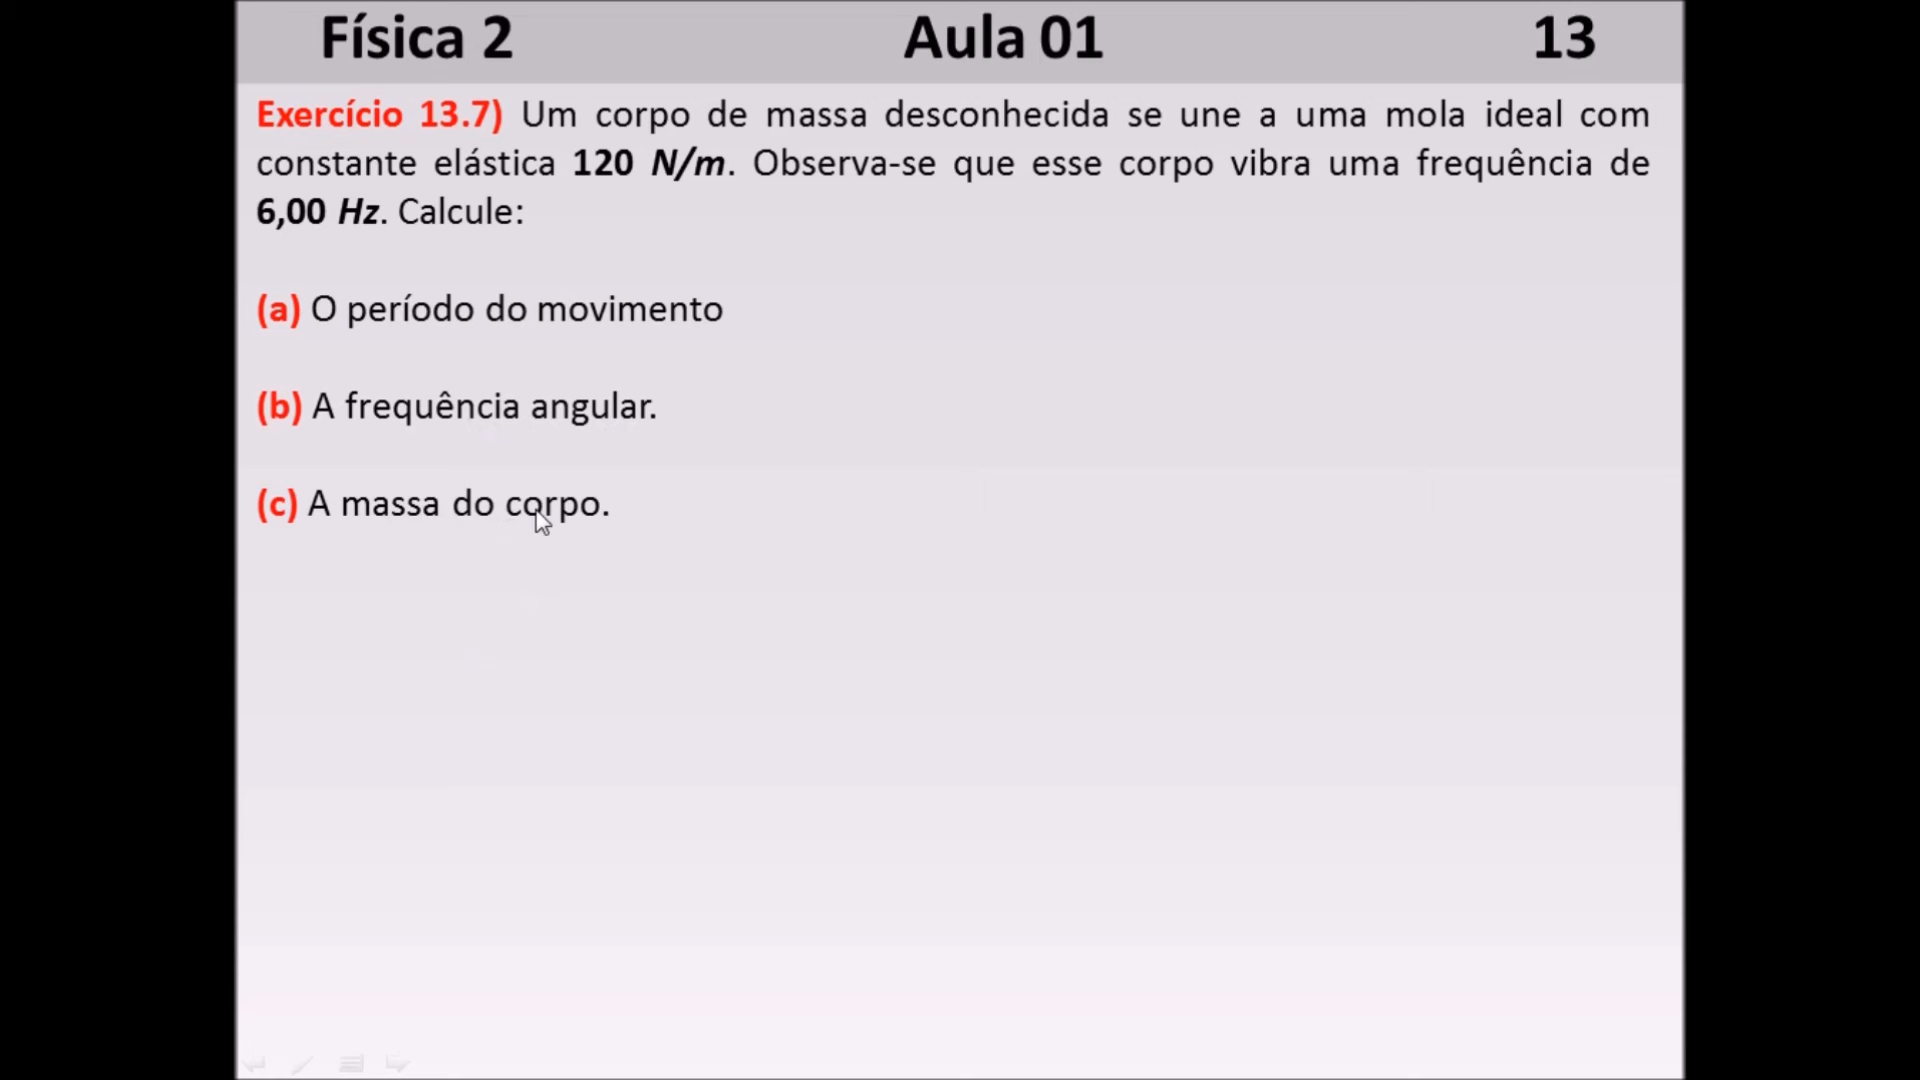 Física 2 Aula 01 13
Exercício 13.7) Um corpo de massa desconhecida se une a uma mola ideal com
constante elástica 120 N/m. Observa-se que esse corpo vibra uma frequência de
6,00 Hz. Calcule:
(a) O período do movimento
(b) A frequência angular.
(c) A massa do corpo.